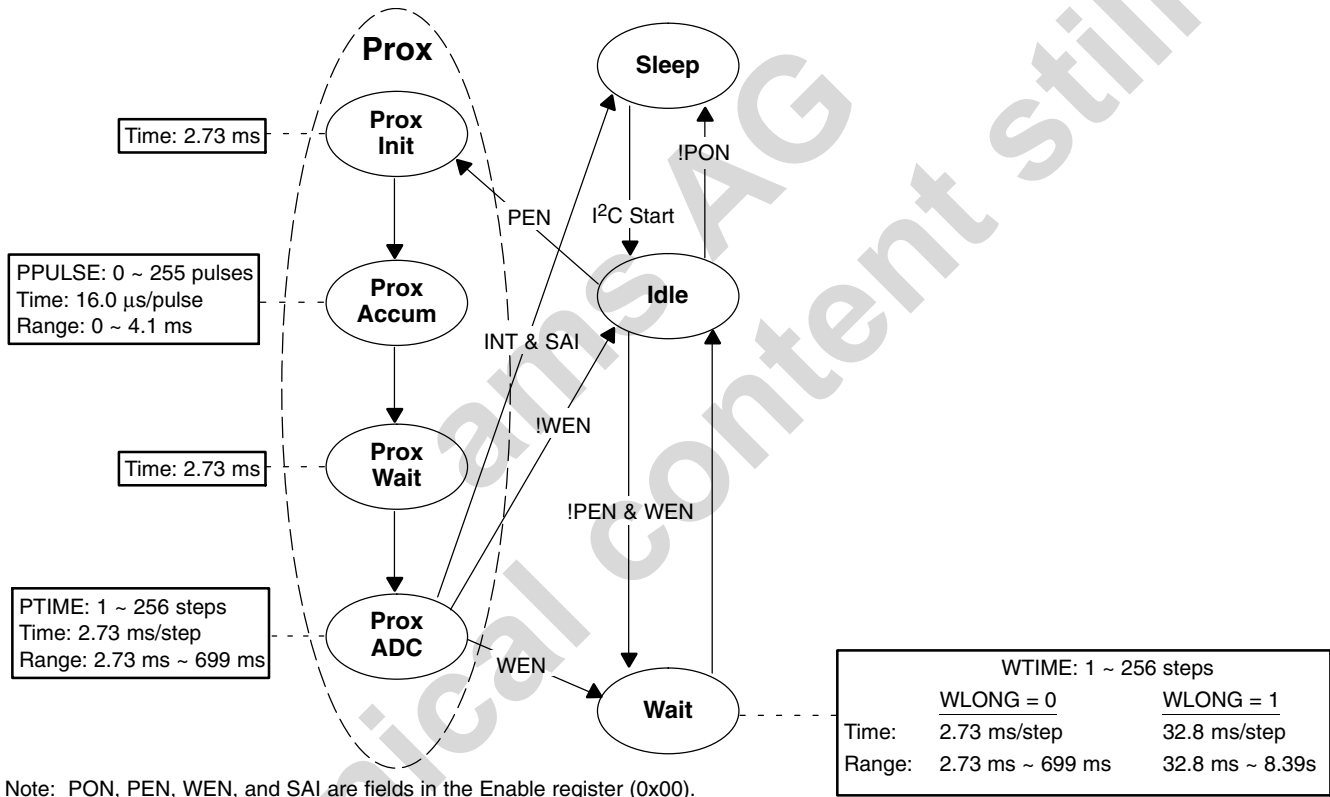 Prox
Sleep
Prox
Init
Time: 2.73 ms
!PON
PEN
I²C Start
PPULSE: 0 ~ 255 pulses
Time: 16.0 μs/pulse
Range: 0 ~ 4.1 ms
Prox
Accum
Idle
INT & SAI
!WEN
Prox
Wait
Time: 2.73 ms
!PEN & WEN
PTIME: 1 ~ 256 steps
Time: 2.73 ms/step
Range: 2.73 ms ~ 699 ms
Prox
ADC
WEN
Wait
WTIME: 1 ~ 256 steps
WLONG = 0 WLONG = 1
Time: 2.73 ms/step 32.8 ms/step
Range: 2.73 ms ~ 699 ms 32.8 ms ~ 8.39s
Note: PON, PEN, WEN, and SAI are fields in the Enable register (0x00).
ams AG
content still